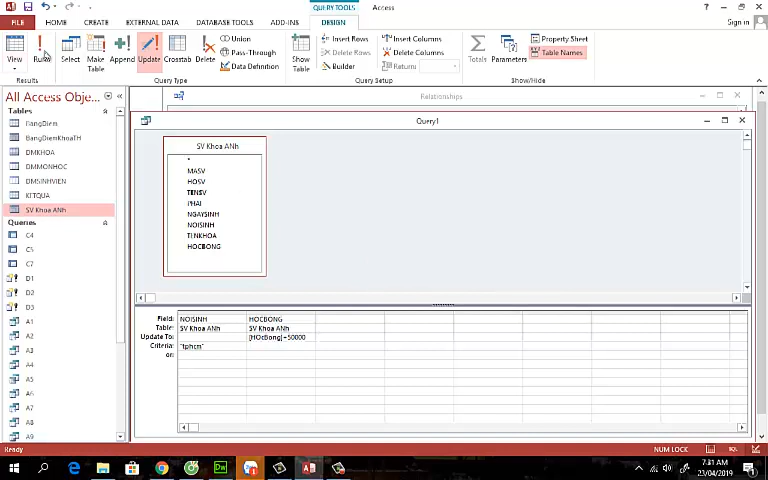 QUERY TOOLS
Access
FILE
HOME
CREATE
EXTERNAL DATA
DATABASE TOOLS
ADD-INS
DESIGN
Sign in
View
Run
Select
Make Table
Append
Update
Crosstab
Delete
Union
Pass-Through
Data Definition
Show Table
Insert Rows
Delete Rows
Builder
Insert Columns
Delete Columns
Return:
Totals
Parameters
Property Sheet
Table Names
Results
Query Type
Query Setup
Show/Hide
All Access Obje...
Tables
BangDiem
BangDiemKhoaTH
DMKHOA
DMMONHOC
DMSINHVIEN
KETQUA
SV Khoa ANh
Queries
C4
C5
C7
D1
D2
D3
A1
A2
A3
A4
A5
A6
A7
A8
A9
Relationships
Query1
SV Khoa ANh
*
MASV
HOSV
TENSV
PHAI
NGAYSINH
NOISINH
TENKHOA
HOCBONG
Field: NOISINH HOCBONG
Table: SV Khoa ANh SV Khoa ANh
Update To: [HOcBong]+50000
Criteria: "tphcm"
or:
Ready
NUM LOCK
7:31 AM
23/04/2019